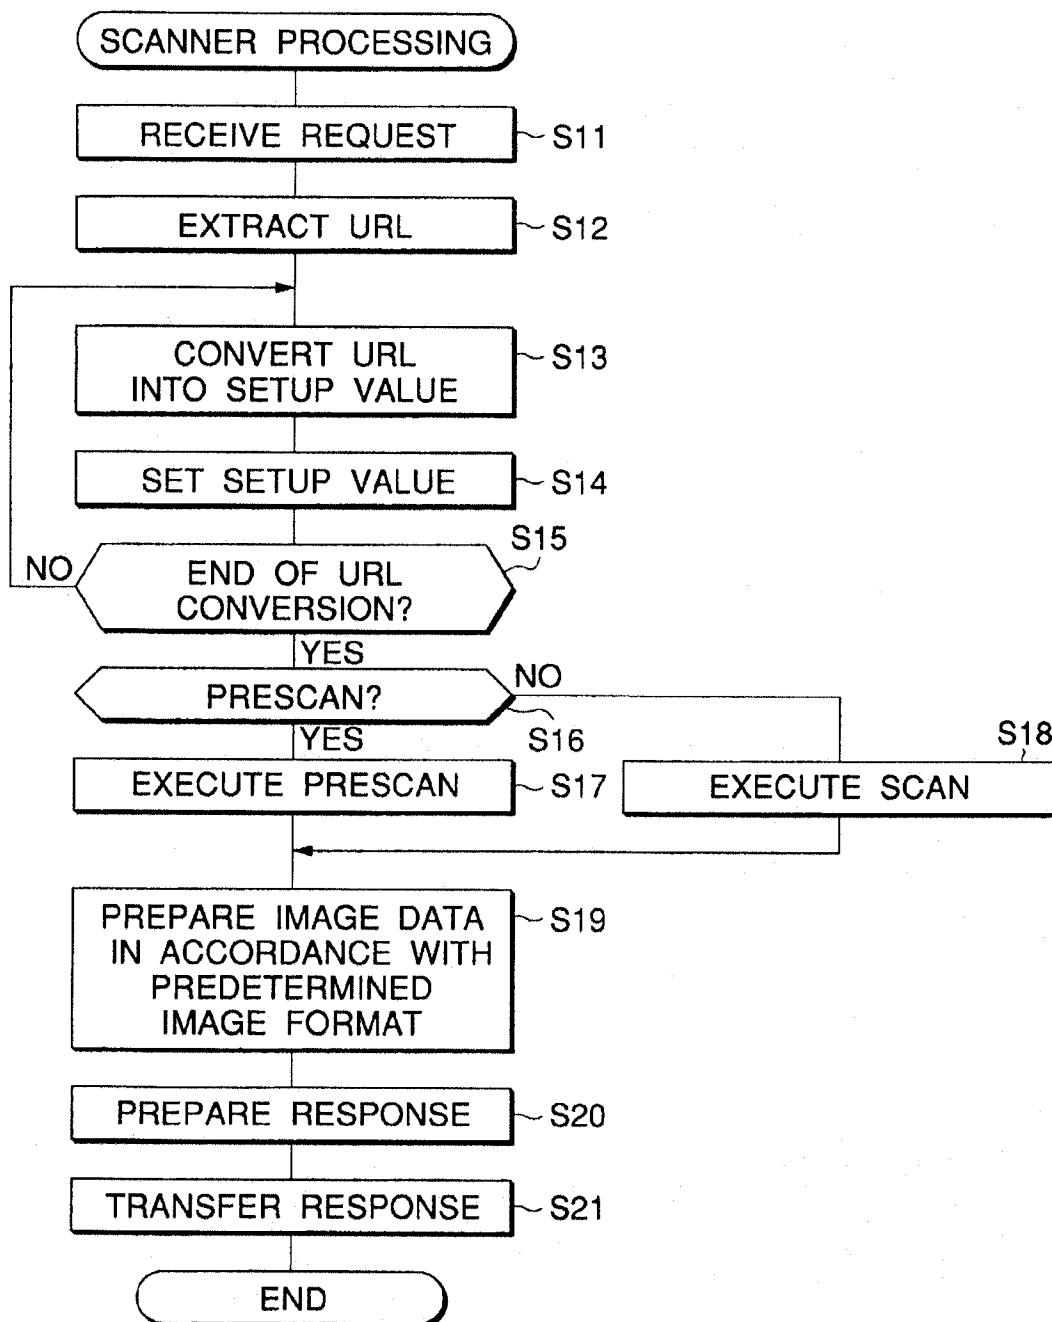 SCANNER PROCESSING
RECEIVE REQUEST
S11
EXTRACT URL
S12
CONVERT URL
INTO SETUP VALUE
S13
SET SETUP VALUE
S14
S15
NO
END OF URL
CONVERSION?
YES
PRESCAN?
NO
S16
YES
EXECUTE PRESCAN
S17
S18
EXECUTE SCAN
PREPARE IMAGE DATA
IN ACCORDANCE WITH
PREDETERMINED
IMAGE FORMAT
S19
PREPARE RESPONSE
S20
TRANSFER RESPONSE
S21
END